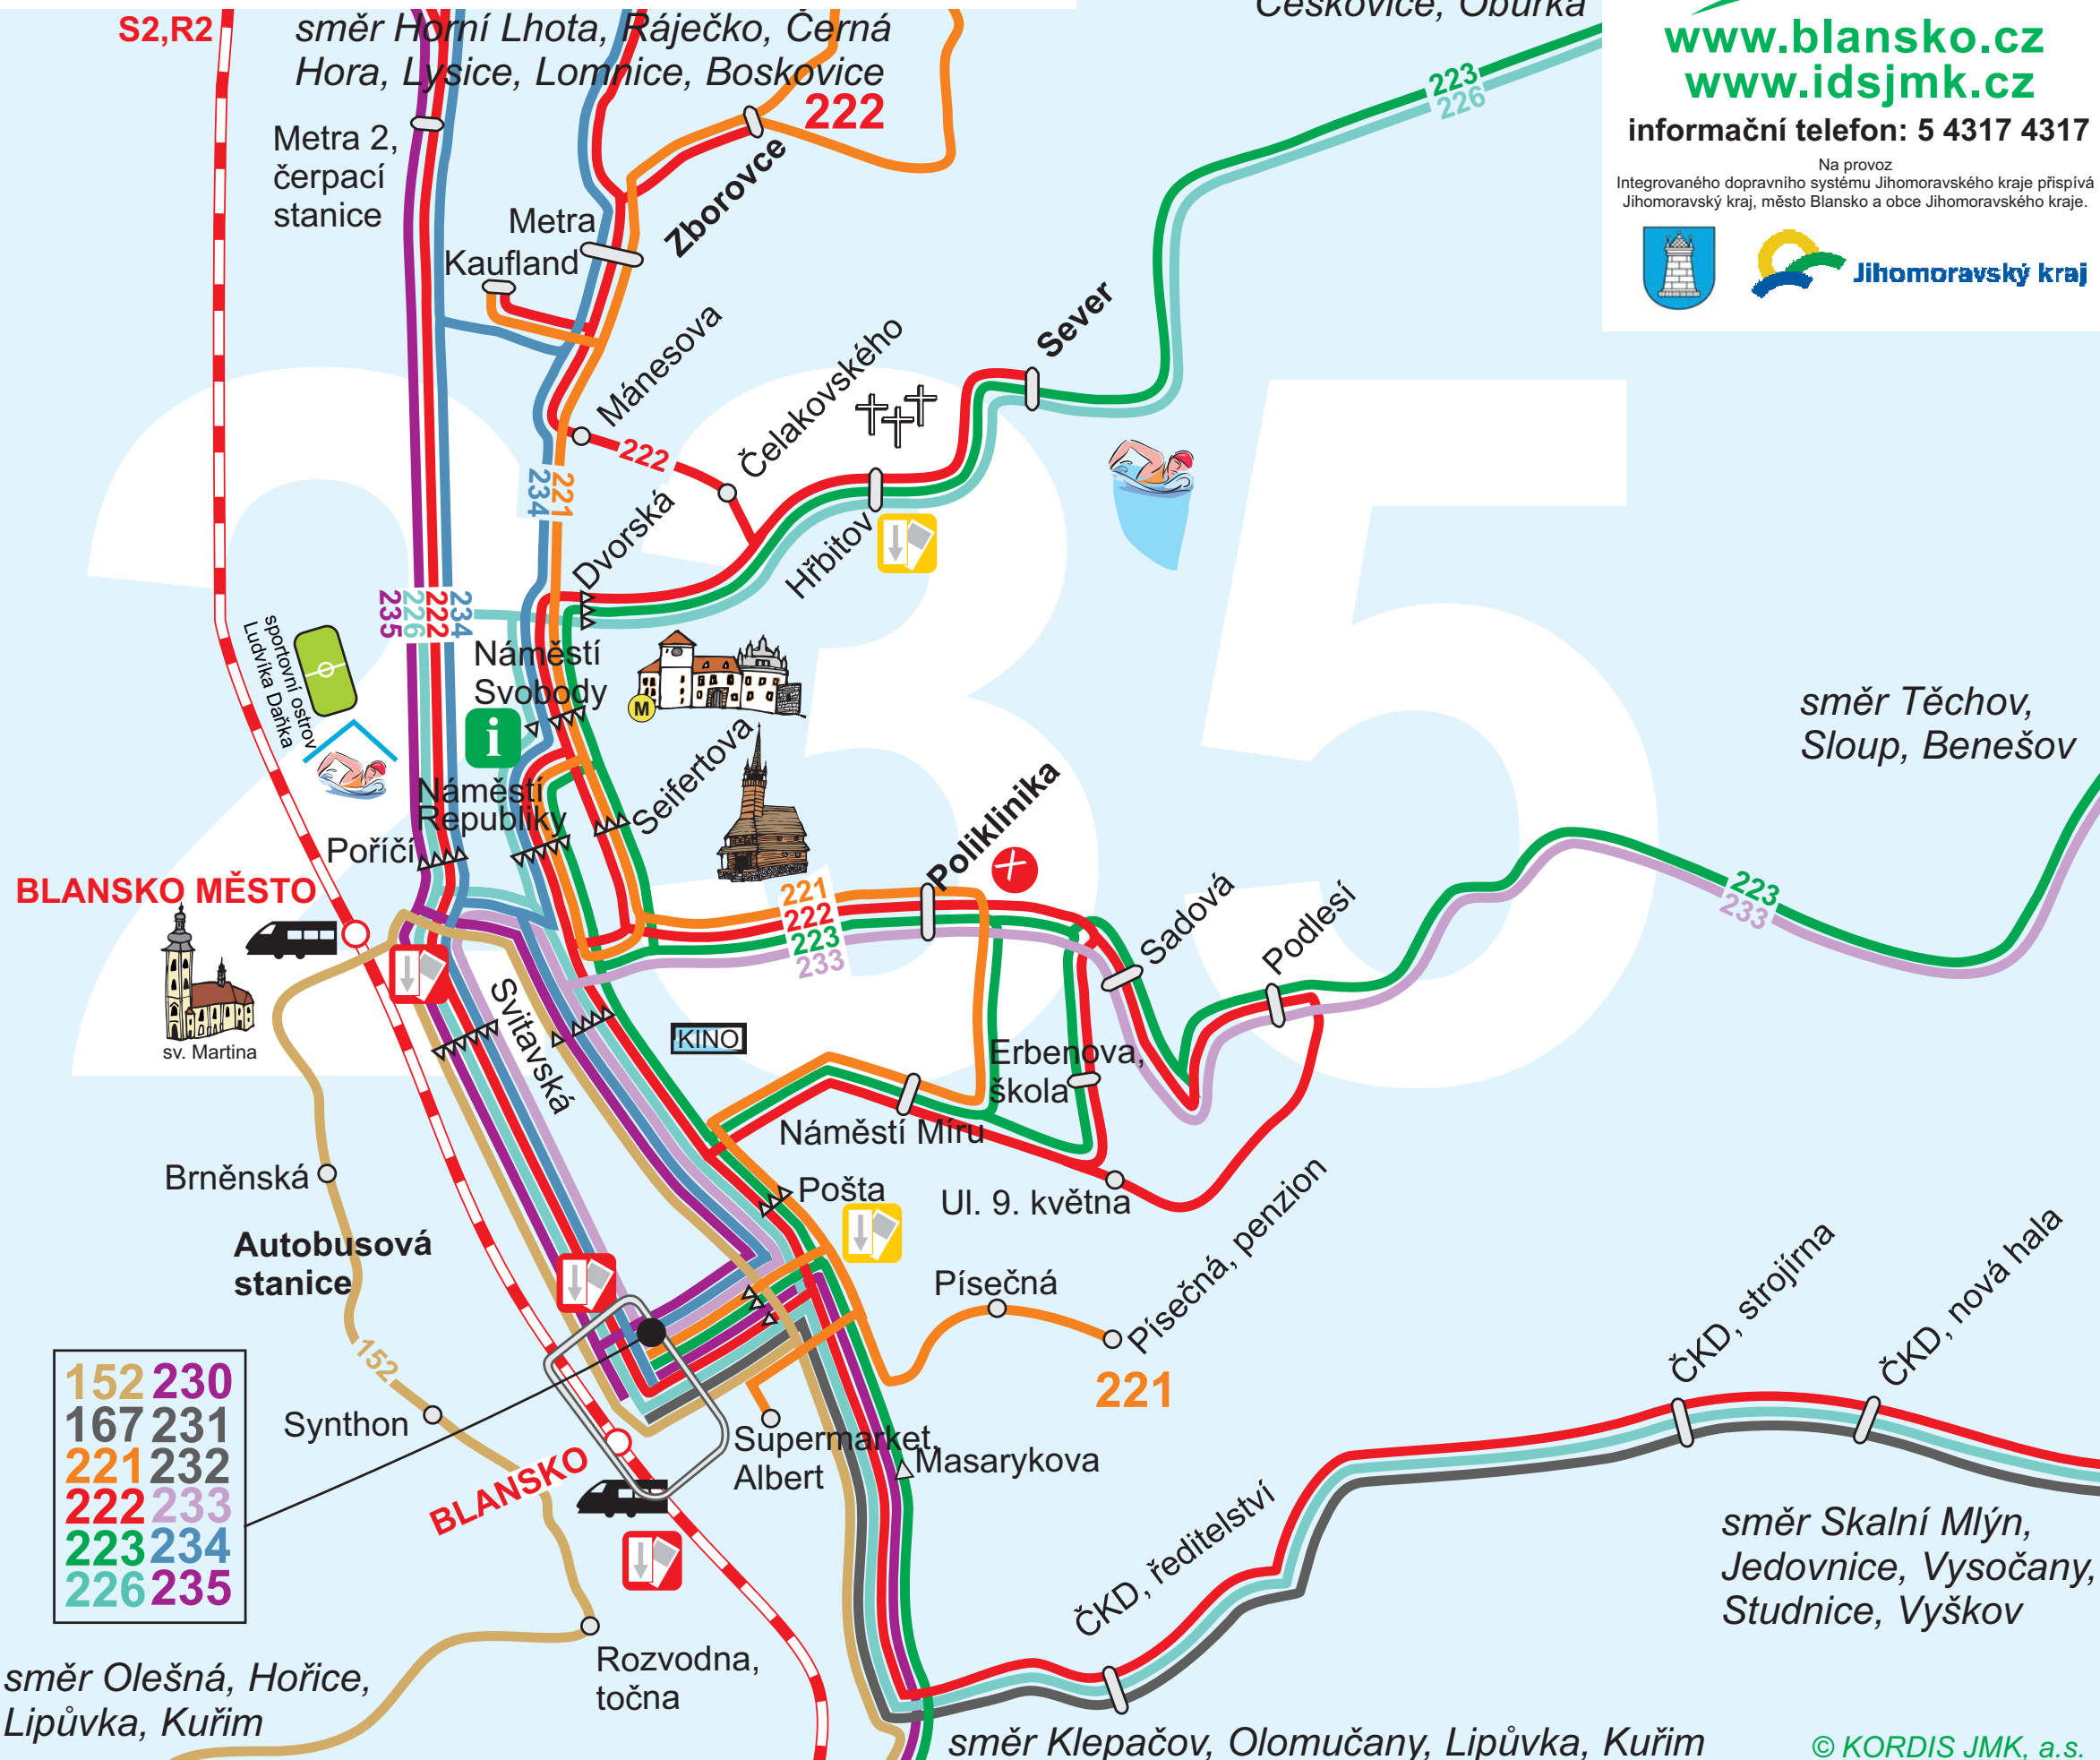 S2,R2
směr Horní Lhota, Ráječko, Černá
Hora, Lysice, Lomnice, Boskovice
222
Češkovice, Obůrka
www.blansko.cz
www.idsjmk.cz
informační telefon: 5 4317 4317
Na provoz
Integrovaného dopravního systému Jihomoravského kraje přispívá
Jihomoravský kraj, město Blansko a obce Jihomoravského kraje.
Jihomoravský kraj
223
226
Metra 2,
čerpací
stanice
Metra
Kaufland
Zborovce
Mánesova
Čelakovského
Sever
222
234
221
Dvorská
Hřbitov
235
226
222
234
sportovní ostrov
Ludvíka Daňka
Náměstí
Svobody
M
i
Náměstí
Republiky
Seifertova
Poříčí
BLANSKO MĚSTO
sv. Martina
Poliklinika
221
222
223
233
Sadová
Podlesí
223
233
směr Těchov,
Sloup, Benešov
Svitavská
KINO
Erbenova,
škola
Náměstí Míru
Brněnská
Pošta
Ul. 9. května
Autobusová
stanice
Písečná
Písečná, penzion
221
152
152 230
167 231
221 232
222 233
223 234
226 235
Synthon
BLANSKO
Supermarket,
Albert
Masarykova
ČKD, strojírna
ČKD, nová hala
ČKD, ředitelství
směr Skalní Mlýn,
Jedovnice, Vysočany,
Studnice, Vyškov
Rozvodna,
točna
směr Olešná, Hořice,
Lipůvka, Kuřim
směr Klepačov, Olomučany, Lipůvka, Kuřim
© KORDIS JMK, a.s.
235